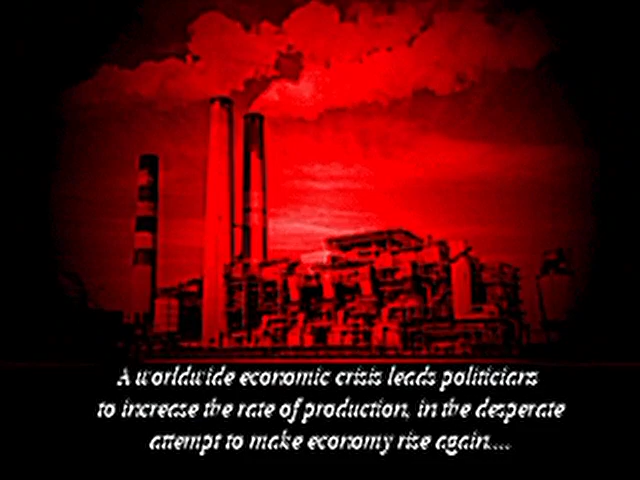 A worldwide economic crisis leads politicians
to increase the rate of production, in the desperate
attempt to make economy rise again....